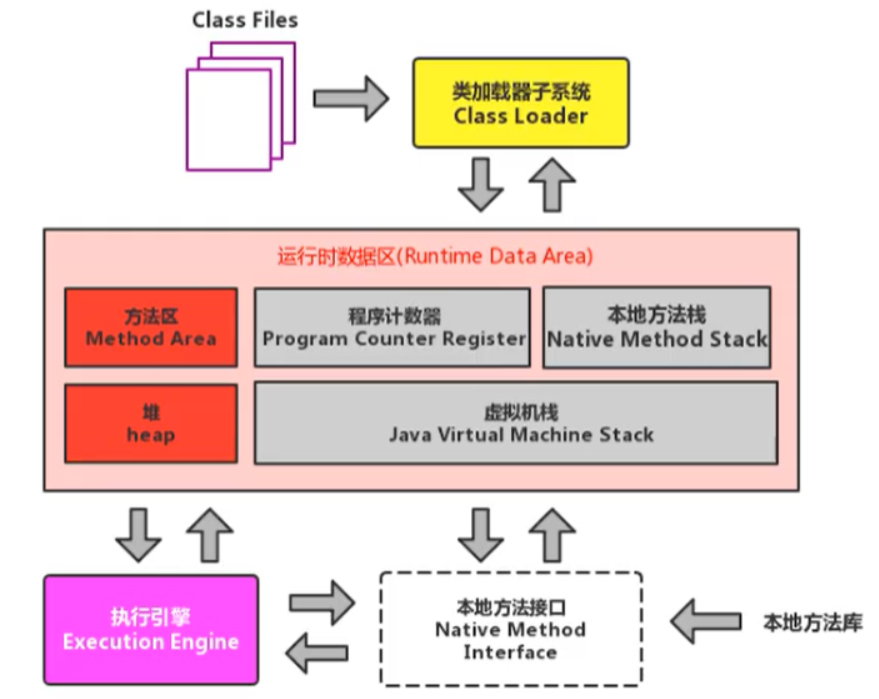 Class Files
类加载器子系统
Class Loader
运行时数据区(Runtime Data Area)
方法区
Method Area
程序计数器
Program Counter Register
本地方法栈
Native Method Stack
堆
heap
虚拟机栈
Java Virtual Machine Stack
执行引擎
Execution Engine
本地方法接口
Native Method
Interface
本地方法库